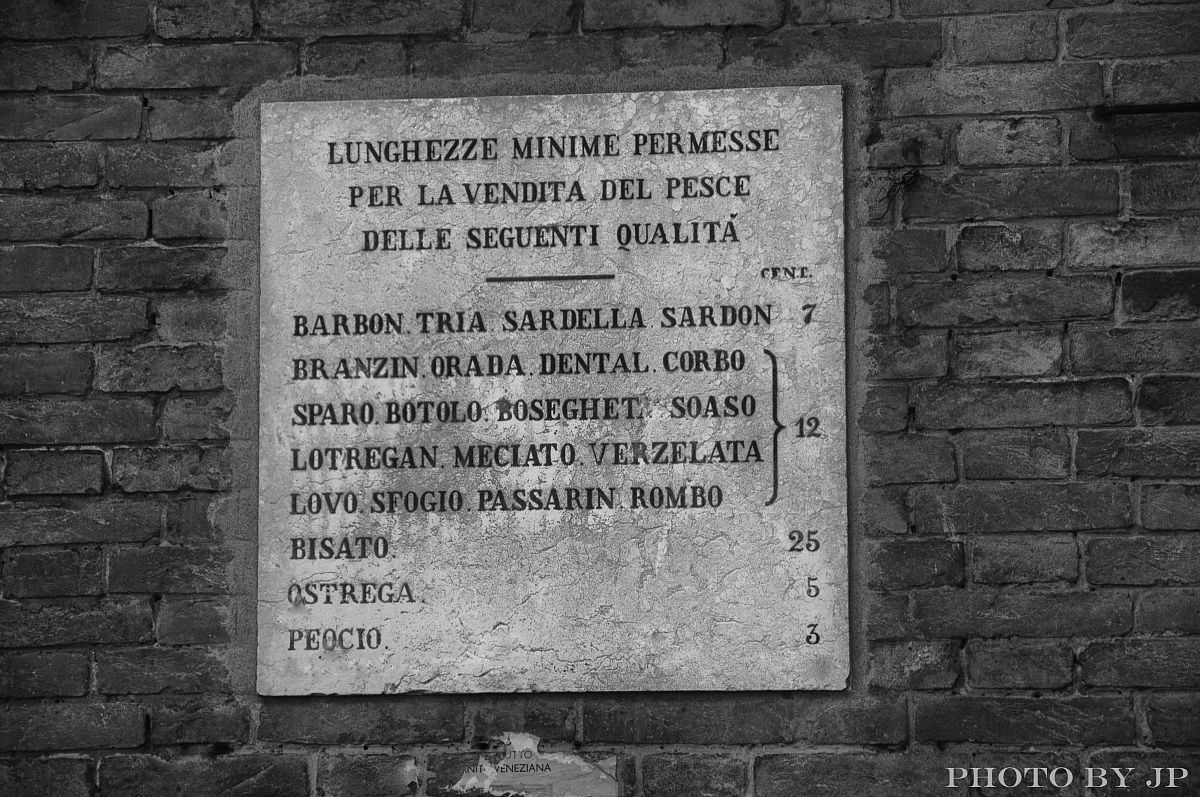 LUNGHEZZE MINIME PERMESSE
PER LA VENDITA DEL PESCE
DELLE SEGUENTI QUALITÁ
CENT.
BARBON. TRIA. SARDELLA. SARDON 7
BRANZIN. ORADA. DENTAL. CORBO
SPARO. BOTOLO. BOSEGHET. SOASO
12
LOTREGAN. MECIATO. VERZELATA
LOVO. SFOGIO. PASSARIN. ROMBO
BISATO. 25
OSTREGA. 5
PEOCIO. 3
VENEZIANA
PHOTO BY JP